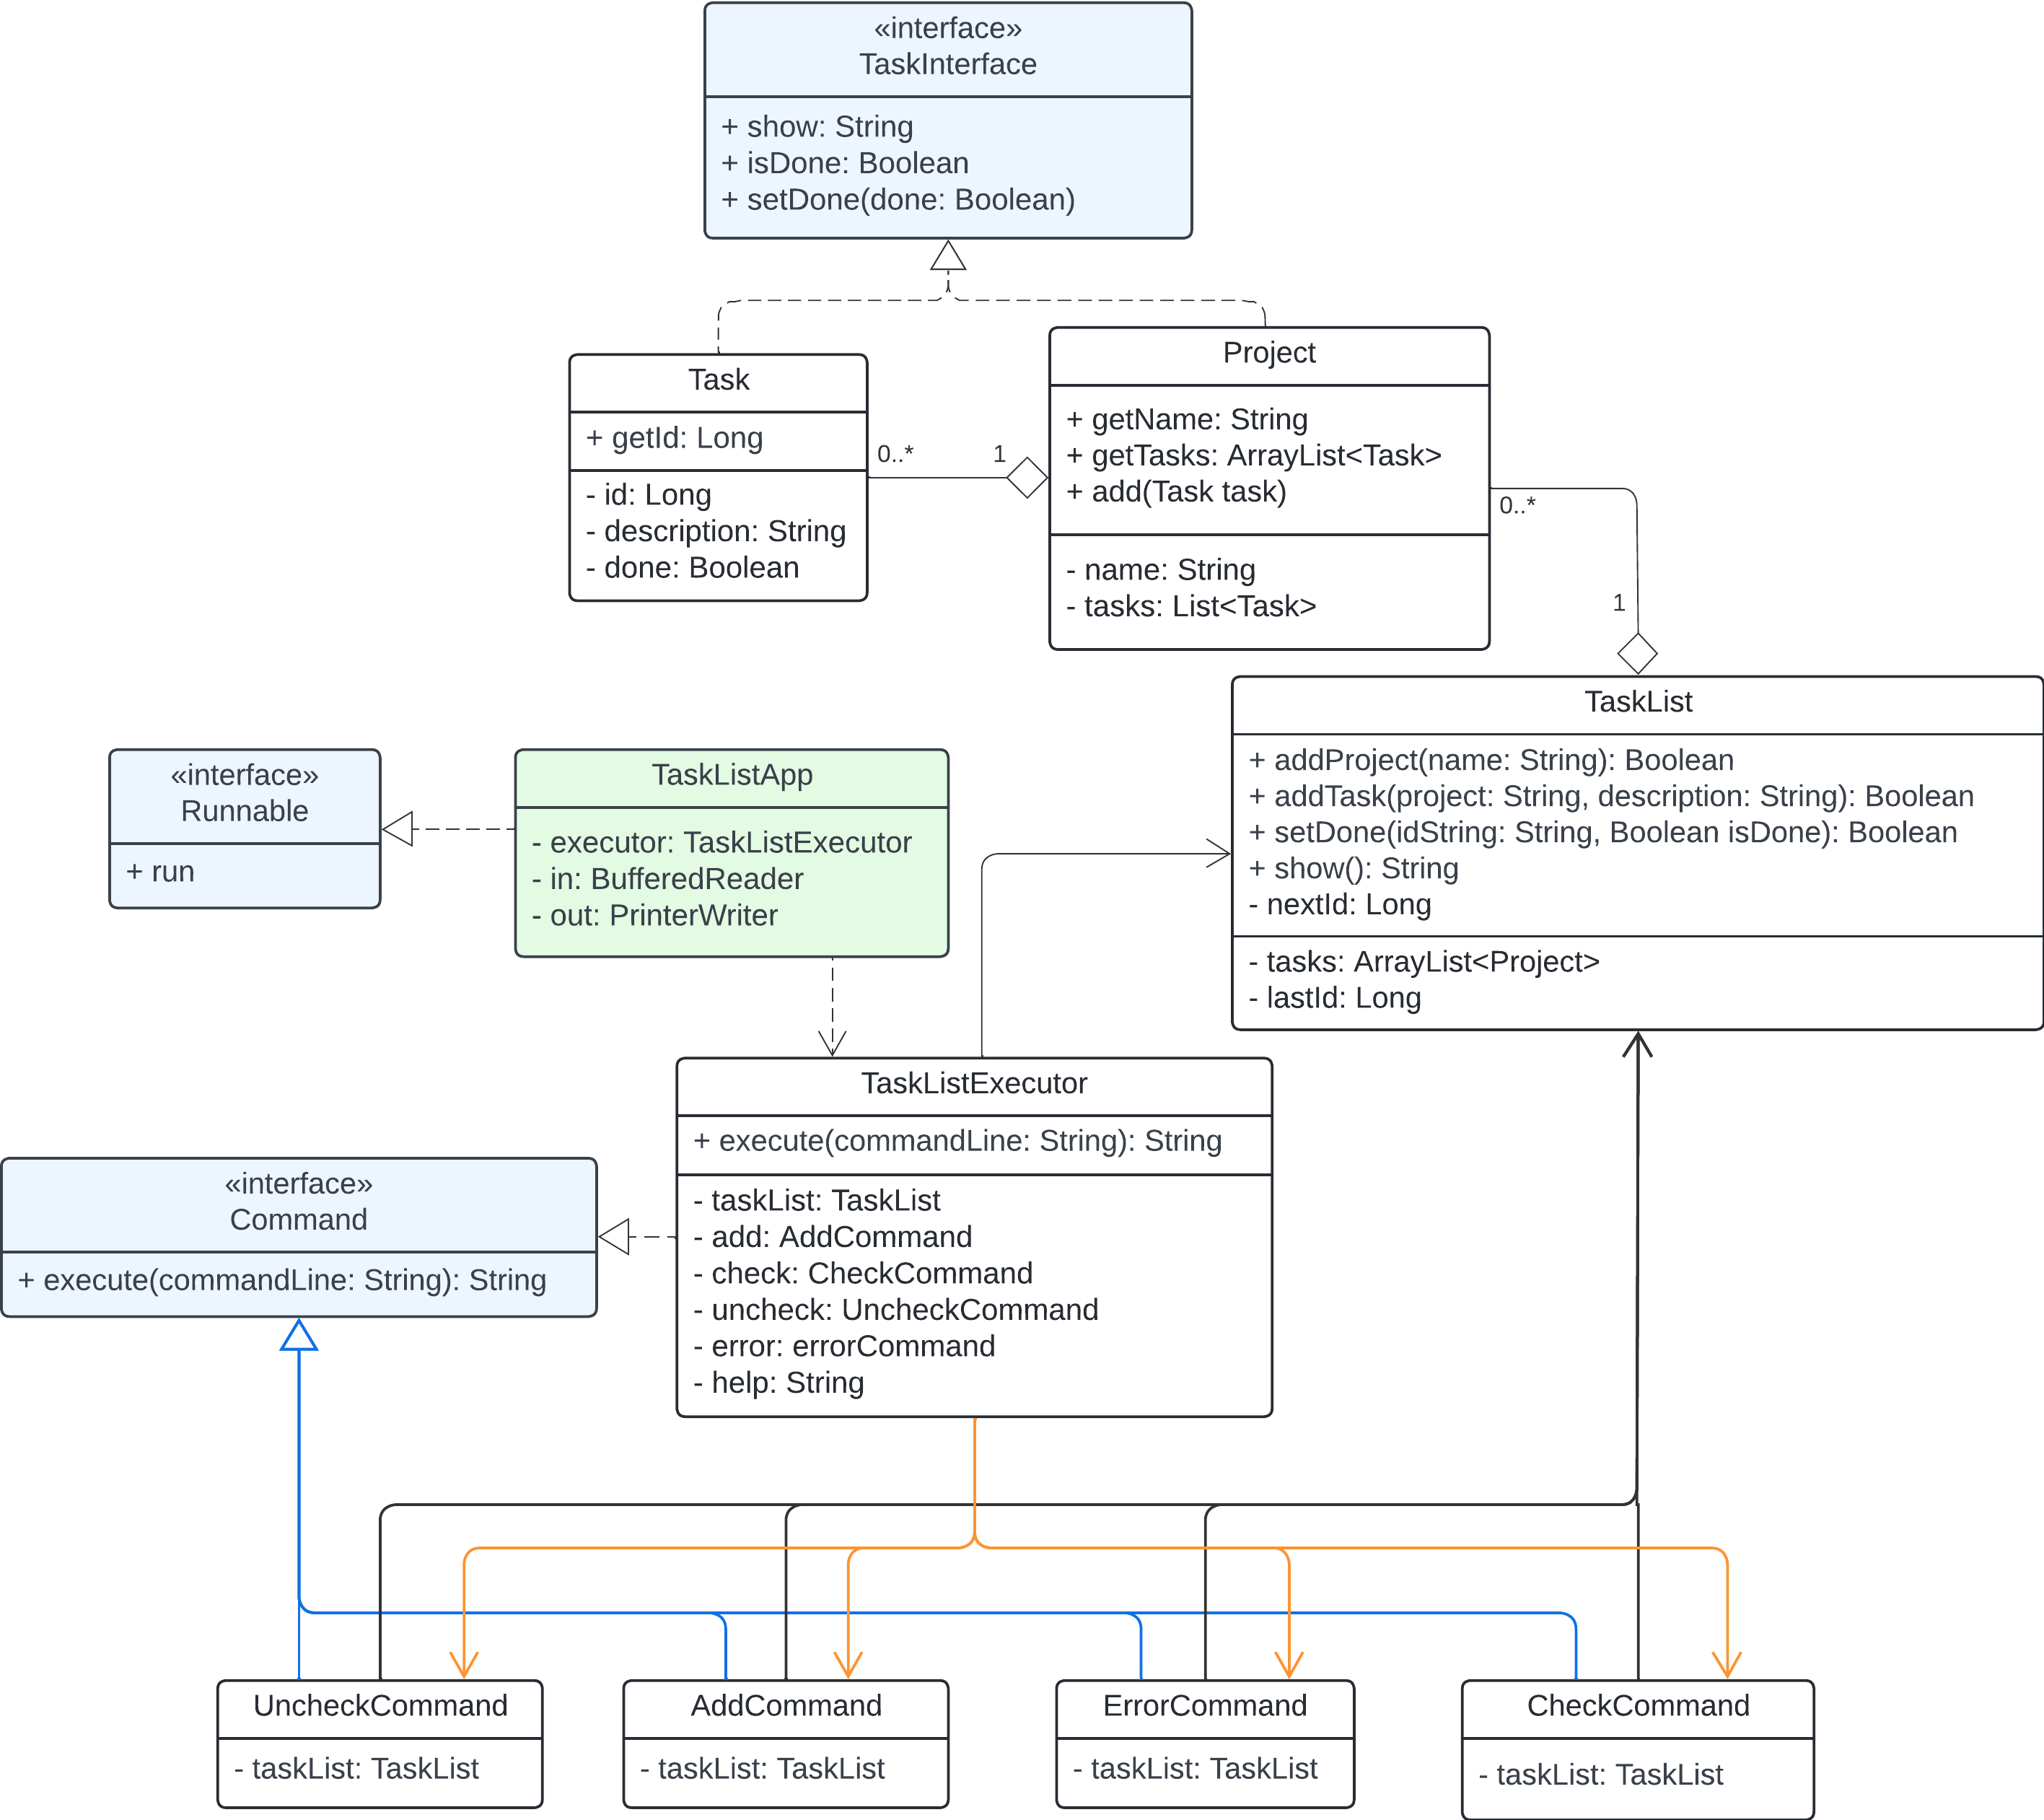 «interface»
TaskInterface
+ show: String
+ isDone: Boolean
+ setDone(done: Boolean)
Task
+ getId: Long
- id: Long
- description: String
- done: Boolean
0..*
1
Project
+ getName: String
+ getTasks: ArrayList<Task>
+ add(Task task)
- name: String
- tasks: List<Task>
0..*
1
TaskList
+ addProject(name: String): Boolean
+ addTask(project: String, description: String): Boolean
+ setDone(idString: String, Boolean isDone): Boolean
+ show(): String
- nextId: Long
- tasks: ArrayList<Project>
- lastId: Long
«interface»
Runnable
+ run
TaskListApp
- executor: TaskListExecutor
- in: BufferedReader
- out: PrinterWriter
TaskListExecutor
+ execute(commandLine: String): String
- taskList: TaskList
- add: AddCommand
- check: CheckCommand
- uncheck: UncheckCommand
- error: errorCommand
- help: String
«interface»
Command
+ execute(commandLine: String): String
UncheckCommand
- taskList: TaskList
AddCommand
- taskList: TaskList
ErrorCommand
- taskList: TaskList
CheckCommand
- taskList: TaskList